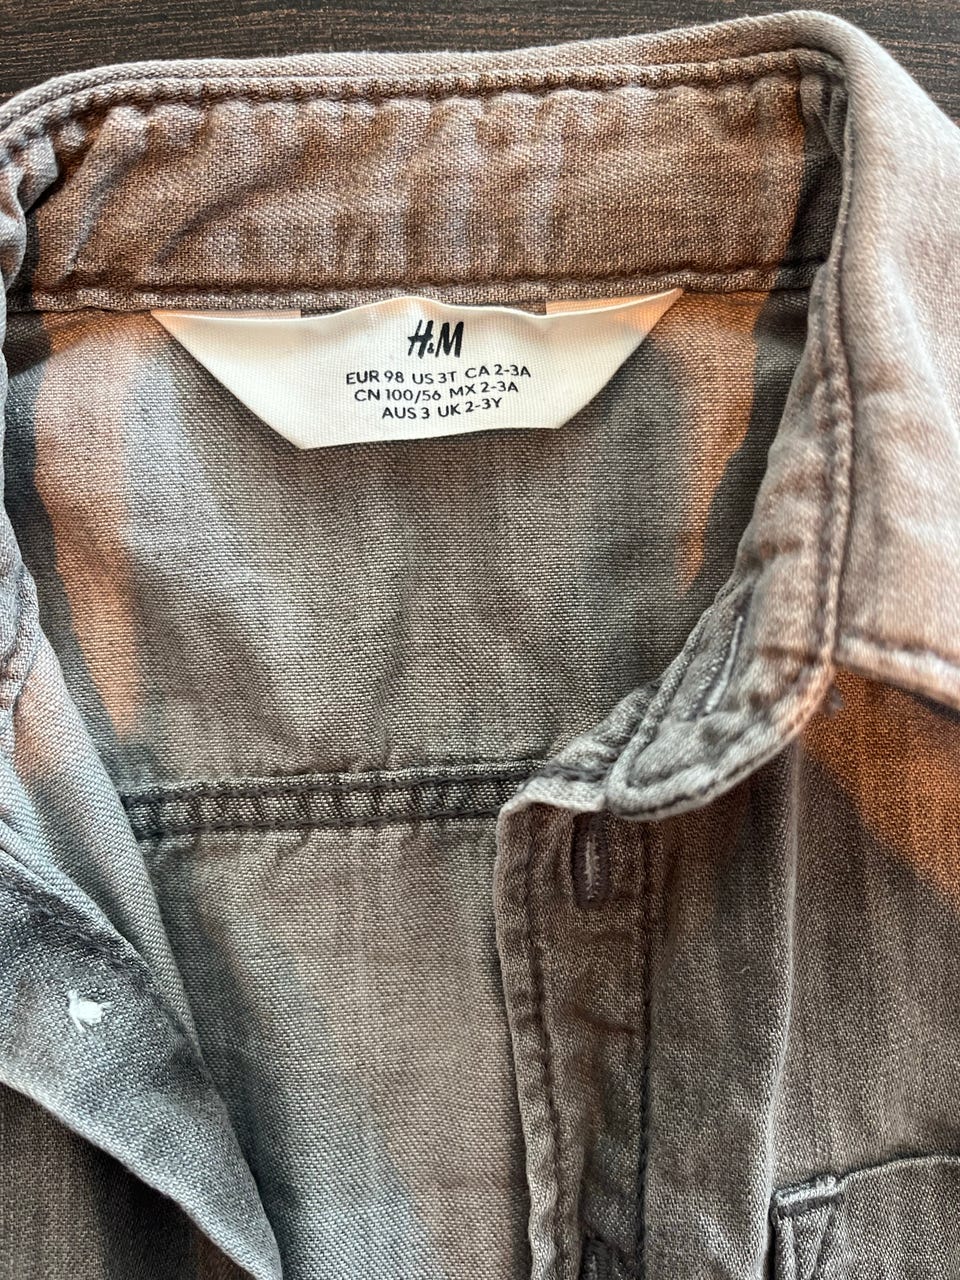 H&M
EUR 98 US 3T CA 2-3A
CN 100/56 MX 2-3A
AUS 3 UK 2-3Y